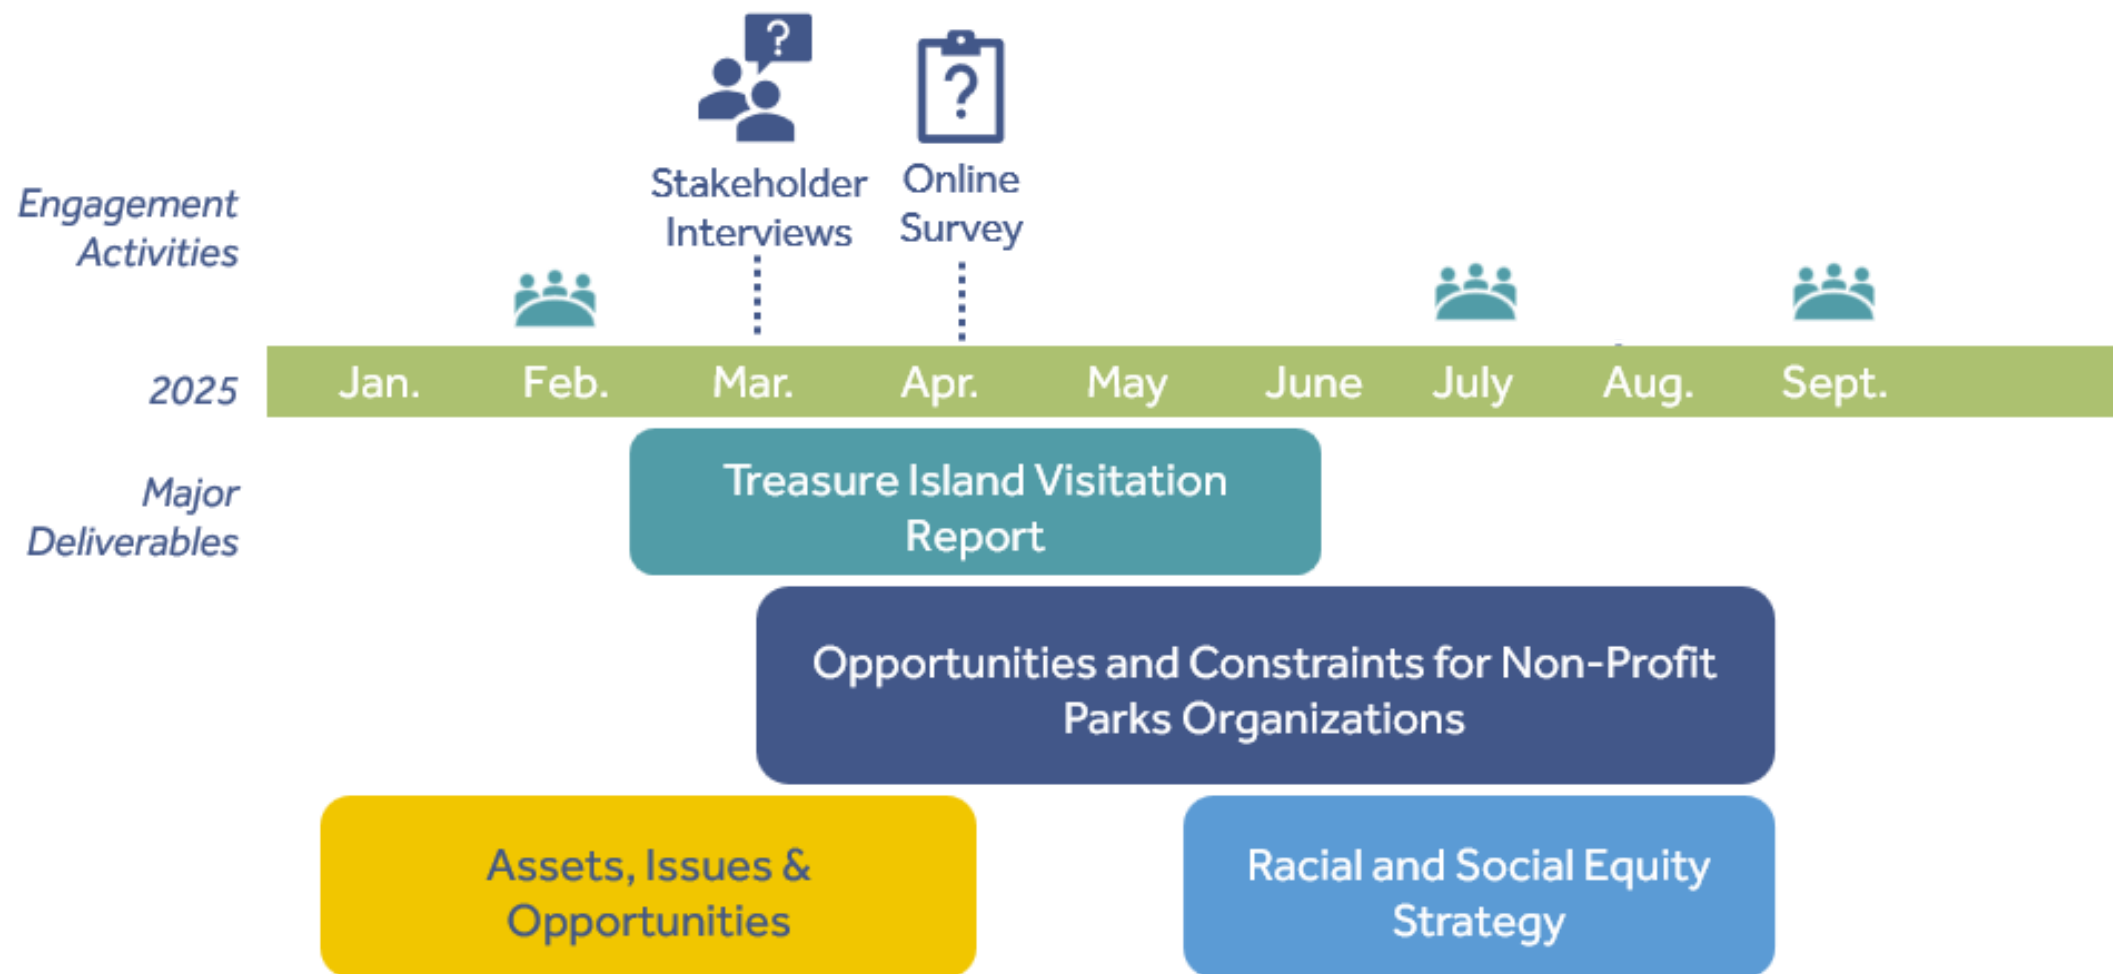 ?
?
Stakeholder
Interviews
Online
Survey
Engagement
Activities
2025
Jan.
Feb.
Mar.
Apr.
May
June
July
Aug.
Sept.
Major
Deliverables
Treasure Island Visitation
Report
Opportunities and Constraints for Non-Profit
Parks Organizations
Assets, Issues &
Opportunities
Racial and Social Equity
Strategy